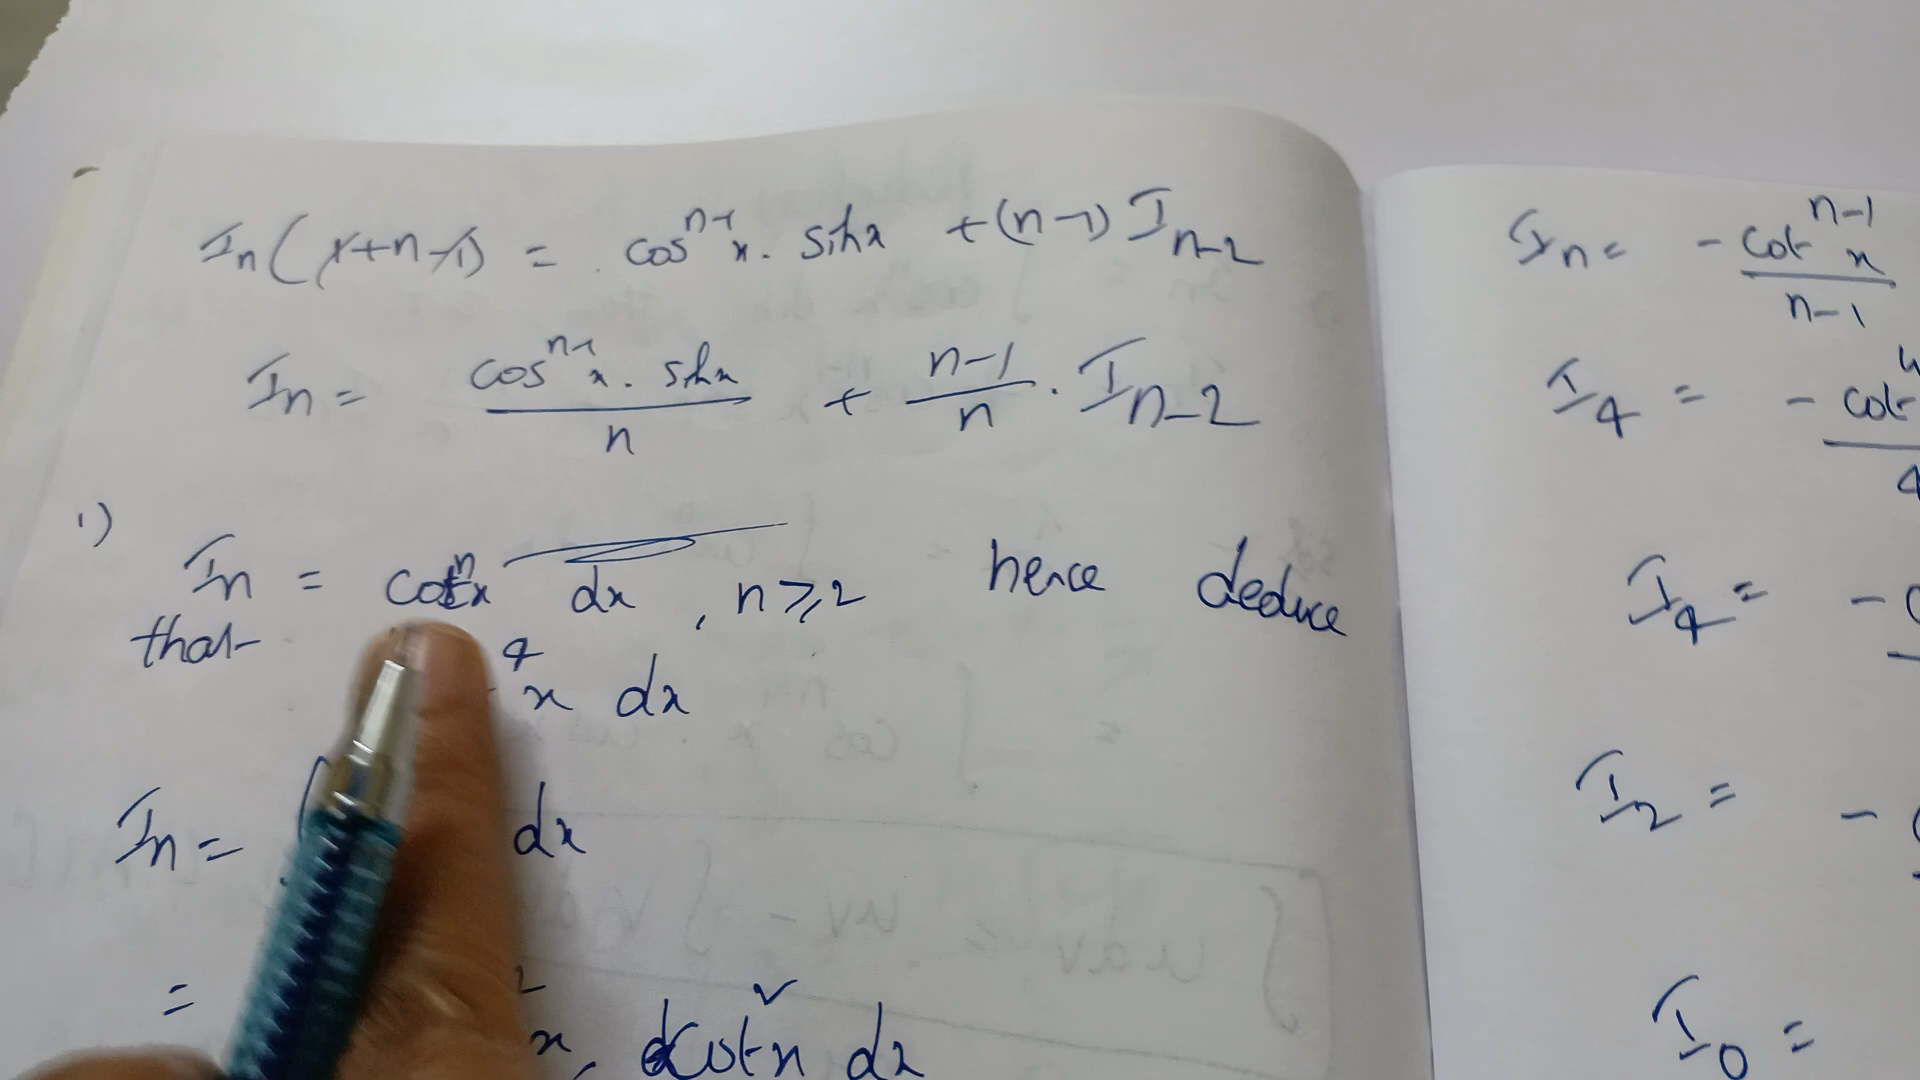 In (1+n-1) = cos^{n-1} x. sinx + (n-1) I_{n-2}
In = cos^{n-1} x. sinx / n + n-1 / n . I_{n-2}
1)
In = cot^n x dx , n ≥ 2 hence deduce
that 4 x dx
In = ∫ dx
= 2 x. cot² x dx
In = - cot^{n-1} x / n-1
I4 = - cot 4
I4 = -
I2 = -
I0 =